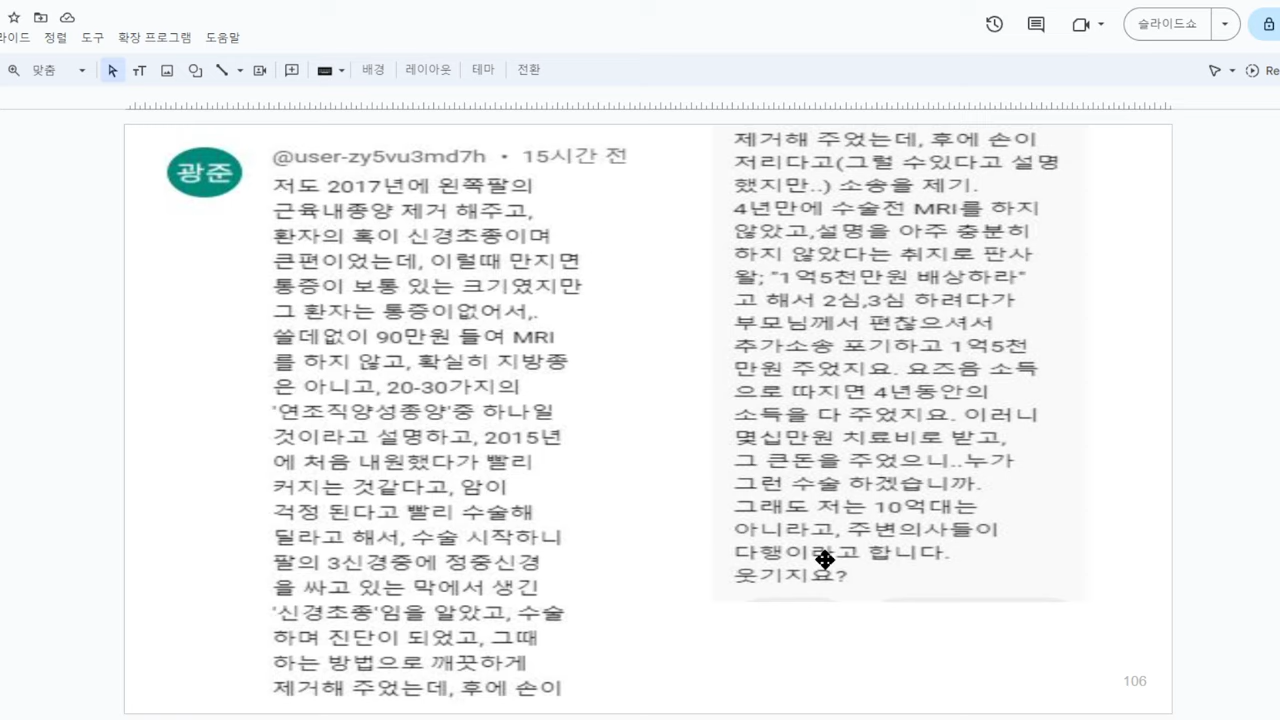 라이드 정렬 도구 확장 프로그램 도움말
슬라이드쇼
맞춤
배경 레이아웃 테마 전환
Re
광준
@user-zy5vu3md7h • 15시간 전
저도 2017년에 왼쪽팔의
근육내종양 제거 해주고,
환자의 혹이 신경초종이며
큰편이었는데, 이럴때 만지면
통증이 보통 있는 크기였지만
그 환자는 통증이없어서,.
쓸데없이 90만원 들여 MRI
를 하지 않고, 확실히 지방종
은 아니고, 20-30가지의
'연조직양성종양'중 하나일
것이라고 설명하고, 2015년
에 처음 내원했다가 빨리
커지는 것같다고, 암이
걱정 된다고 빨리 수술해
딜라고 해서, 수술 시작하니
팔의 3신경중에 정중신경
을 싸고 있는 막에서 생긴
'신경초종'임을 알았고, 수술
하며 진단이 되었고, 그때
하는 방법으로 깨끗하게
제거해 주었는데, 후에 손이
제거해 주었는데, 후에 손이
저리다고(그럴 수있다고 설명
했지만..) 소송을 제기.
4년만에 수술전 MRI를 하지
않았고,설명을 아주 충분히
하지 않았다는 취지로 판사
왈; "1억5천만원 배상하라"
고 해서 2심,3심 하려다가
부모님께서 편찮으셔서
추가소송 포기하고 1억5천
만원 주었지요. 요즈음 소득
으로 따지면 4년동안의
소득을 다 주었지요. 이러니
몇십만원 치료비로 받고,
그 큰돈을 주었으니..누가
그런 수술 하겠습니까.
그래도 저는 10억대는
아니라고, 주변의사들이
다행이라고 합니다.
웃기지요?
106